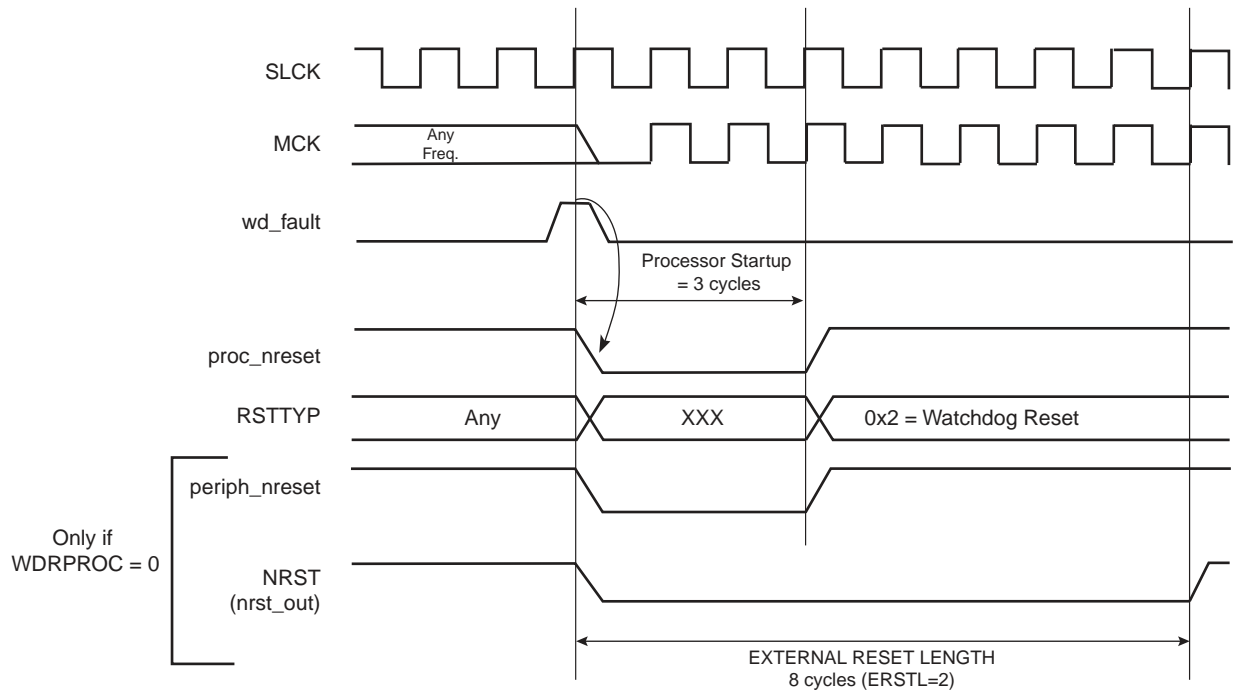 SLCK
MCK
Any
Freq.
wd_fault
Processor Startup
= 3 cycles
proc_nreset
RSTTYP
Any
XXX
0x2 = Watchdog Reset
periph_nreset
Only if
WDRPROC = 0
NRST
(nrst_out)
EXTERNAL RESET LENGTH
8 cycles (ERSTL=2)